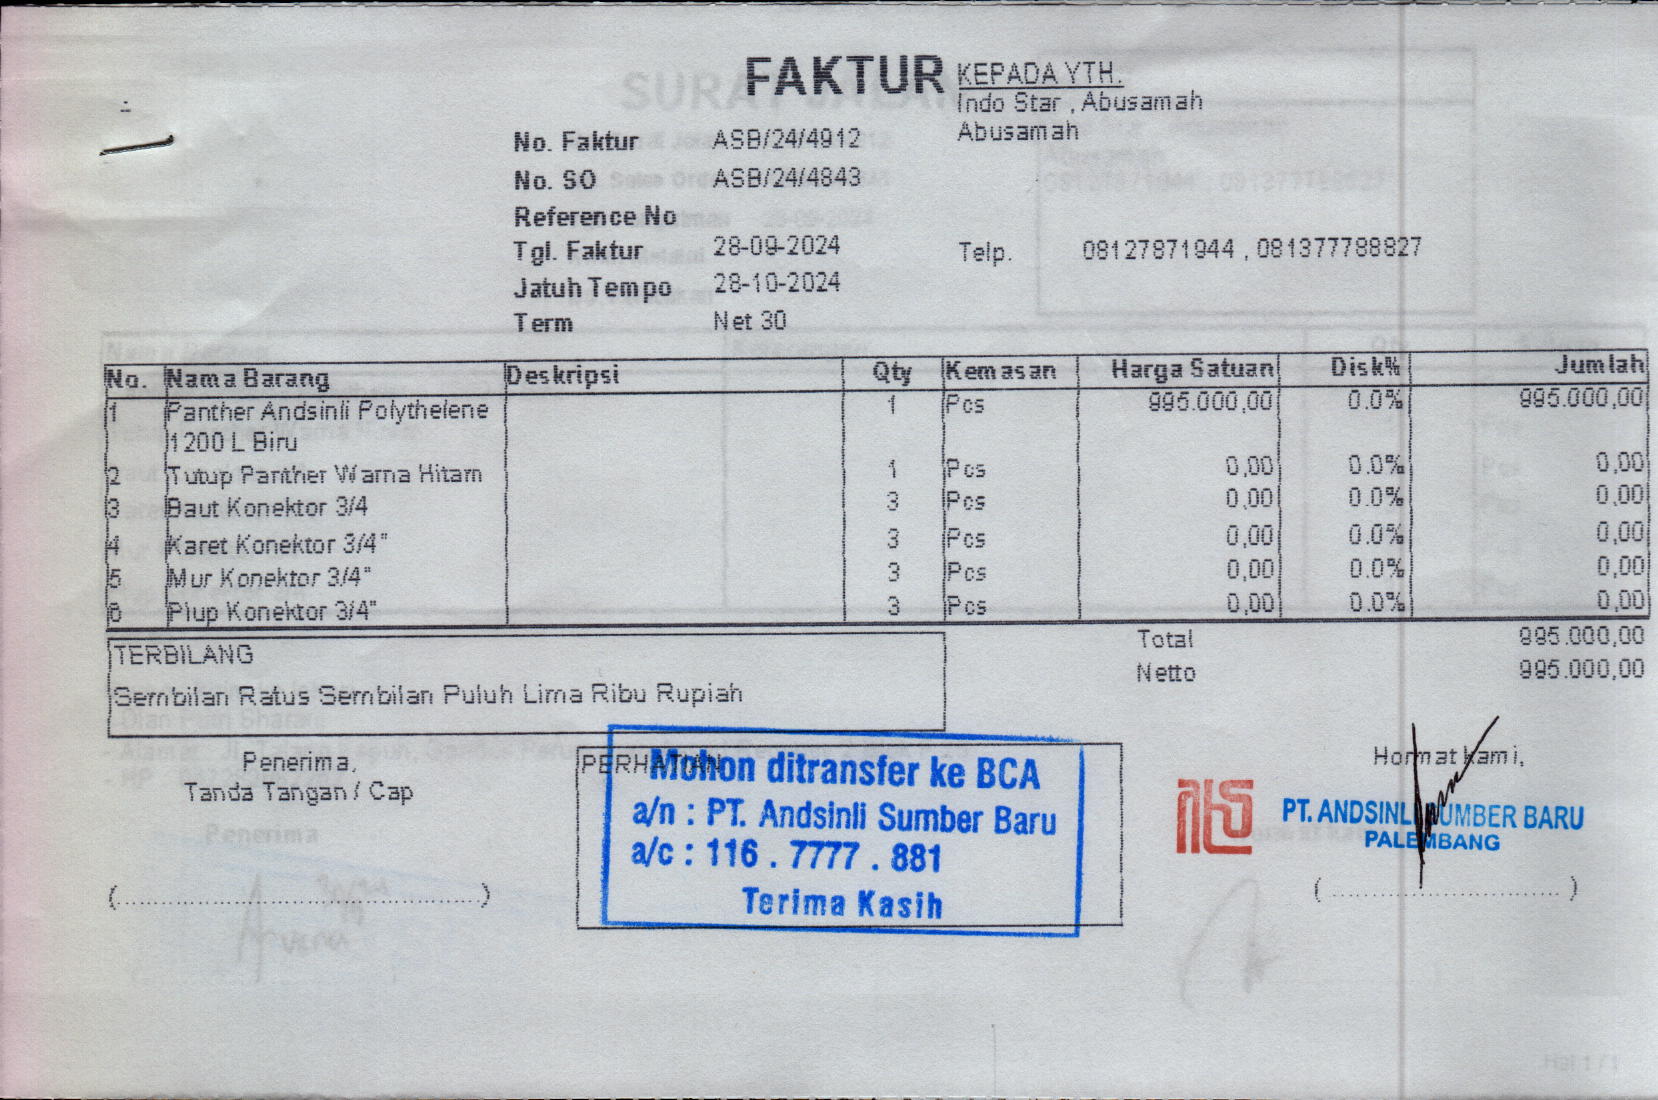 FAKTUR
KEPADA YTH.
Indo Star , Abusamah
Abusamah
No. Faktur ASB/24/4912
No. SO ASB/24/4843
Reference No
Tgl. Faktur 28-09-2024
Telp. 08127871944 , 081377788827
Jatuh Tempo 28-10-2024
Term Net 30
No. Nama Barang Deskripsi Qty Kemasan Harga Satuan Disk% Jumlah
1 Panther Andsinli Polythelene 1 Pcs 995.000,00 0.0% 995.000,00
1200 L Biru
2 Tutup Panther Warna Hitam 1 Pcs 0,00 0.0% 0,00
3 Baut Konektor 3/4 3 Pcs 0,00 0.0% 0,00
4 Karet Konektor 3/4" 3 Pcs 0,00 0.0% 0,00
5 Mur Konektor 3/4" 3 Pcs 0,00 0.0% 0,00
6 Plup Konektor 3/4" 3 Pcs 0,00 0.0% 0,00
Total 995.000,00
Netto 995.000,00
TERBILANG
Sembilan Ratus Sembilan Puluh Lima Ribu Rupiah
Penerima,
Tanda Tangan / Cap
(..............................)
PERHATIAN
Mohon ditransfer ke BCA
a/n : PT. Andsinli Sumber Baru
a/c : 116 . 7777 . 881
Terima Kasih
Hormat kami,
PT. ANDSINLI SUMBER BARU
PALEMBANG
(..............................)